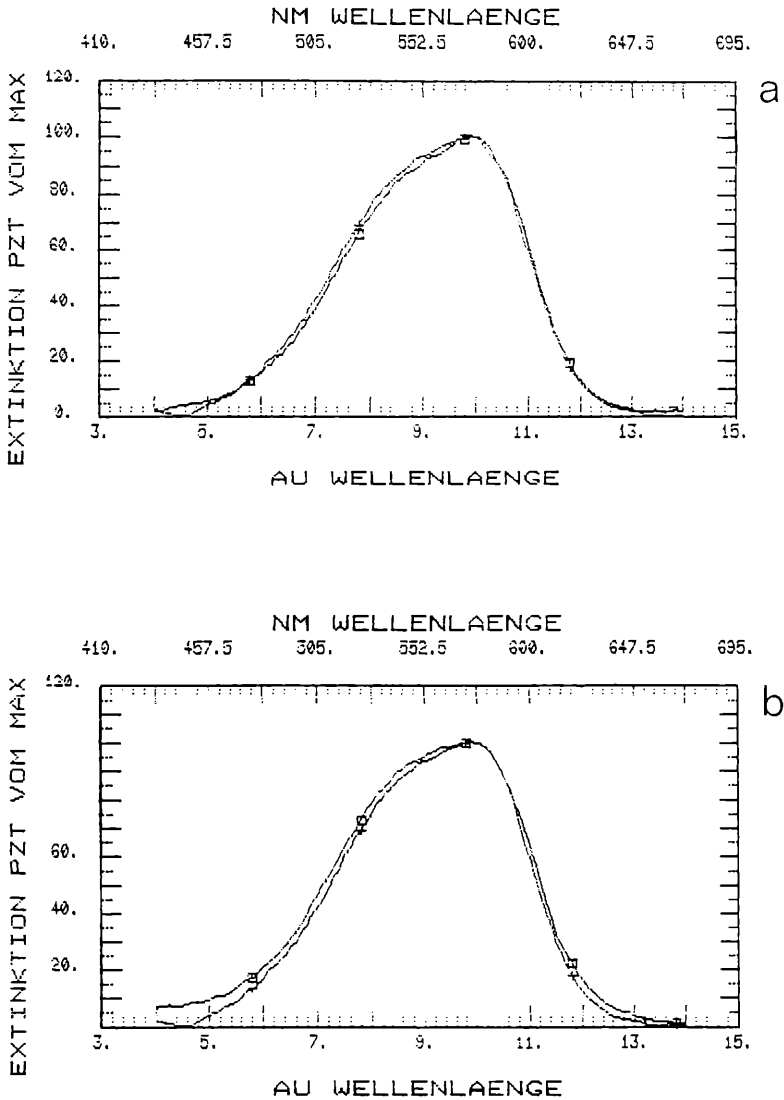 NM WELLENLAENGE
410. 457.5 505. 552.5 600. 647.5 695.
a
EXTINKTION PZT VOM MAX
120.
100.
80.
60.
40.
20.
0.
3. 5. 7. 9. 11. 13. 15.
AU WELLENLAENGE
NM WELLENLAENGE
410. 457.5 505. 552.5 600. 647.5 695.
b
EXTINKTION PZT VOM MAX
120.
60.
40.
20.
3. 5. 7. 9. 11. 13. 15.
AU WELLENLAENGE